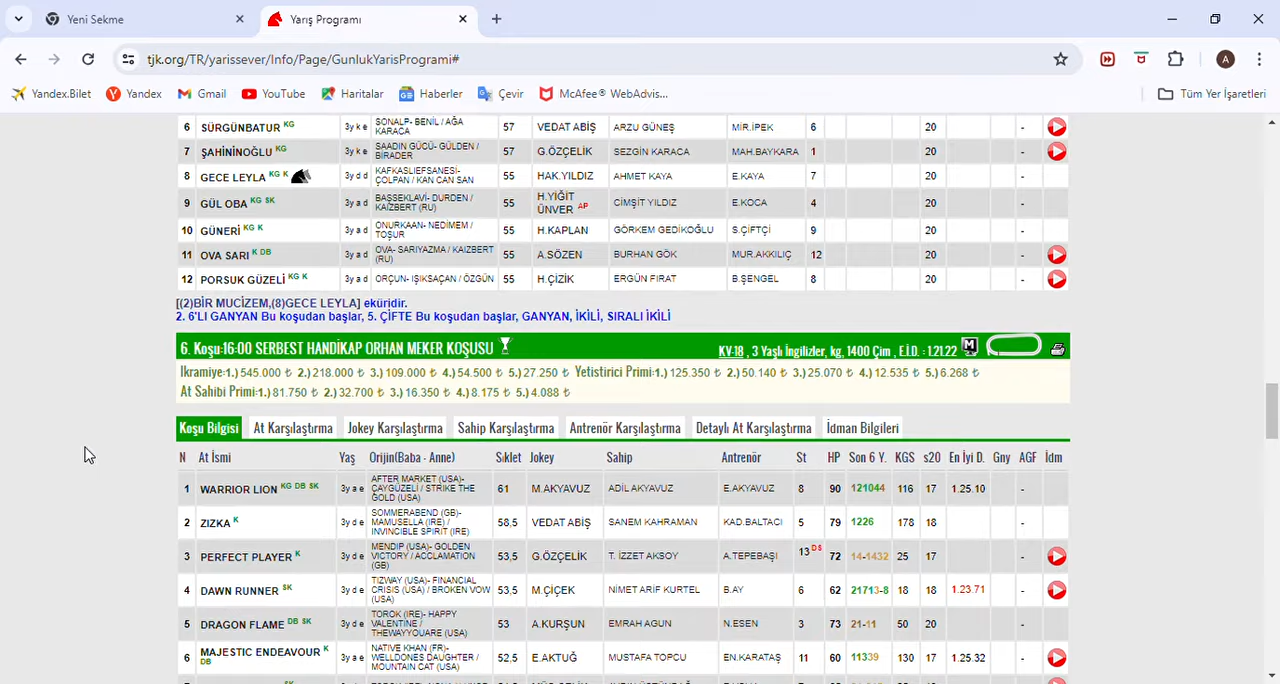 Yeni Sekme
Yarış Programı
tjk.org/TR/yarissever/Info/Page/GunlukYarisProgrami#
A
Yandex.Bilet Yandex Gmail YouTube Haritalar Haberler Çevir McAfee® WebAdvis... Tüm Yer İşaretleri
6 SÜRGÜNBATUR KG 3y k e SONALP- BENİL / AĞA KARACA 57 VEDAT ABİŞ ARZU GÜNEŞ MİR.İPEK 6 20 -
7 ŞAHİNİNOĞLU KG 3y k e SAADIN GÜCÜ- GÜLDEN / BİRADER 57 G.ÖZÇELİK SEZGİN KARACA MAH.BAYKARA 1 20 -
8 GECE LEYLA KG K 3y d d KAFKASLIEFSANESİ- ÇOLPAN / KAN CAN SAN 55 HAK.YILDIZ AHMET KAYA E.KAYA 7 20 -
9 GÜL OBA KG SK 3y a d BAŞSEKLAVİ- DURDEN / KAIZBERT (RU) 55 H.YİĞİT ÜNVER AP CİMŞİT YILDIZ E.KOCA 4 20 -
10 GÜNERİ KG K 3y a d ONURKAAN- NEDİMEM / TOŞUR 55 H.KAPLAN GÖRKEM GEDİKOĞLU S.ÇİFTÇİ 9 20 -
11 OVA SARI K DB 3y a d OVA- SARIYAZMA / KAIZBERT (RU) 55 A.SÖZEN BURHAN GÖK MUR.AKKILIÇ 12 20 -
12 PORSUK GÜZELİ KG K 3y a d ORÇUN- IŞIKSAÇAN / ÖZGÜN 55 H.ÇİZİK ERGÜN FIRAT B.ŞENGEL 8 20 -
[(2)BİR MUCİZEM,(8)GECE LEYLA] eküridir.
2. 6'LI GANYAN Bu koşudan başlar, 5. ÇİFTE Bu koşudan başlar, GANYAN, İKİLİ, SIRALI İKİLİ
6. Koşu:16:00 SERBEST HANDİKAP ORHAN MEKER KOŞUSU KV-18 , 3 Yaşlı İngilizler, kg, 1400 Çim , E.İ.D. : 1.21.22 M
Ikramiye:1.) 545.000 ₺ 2.) 218.000 ₺ 3.) 109.000 ₺ 4.) 54.500 ₺ 5.) 27.250 ₺ Yetistirici Primi:1.) 125.350 ₺ 2.) 50.140 ₺ 3.) 25.070 ₺ 4.) 12.535 ₺ 5.) 6.268 ₺
At Sahibi Primi:1.) 81.750 ₺ 2.) 32.700 ₺ 3.) 16.350 ₺ 4.) 8.175 ₺ 5.) 4.088 ₺
Koşu Bilgisi At Karşılaştırma Jokey Karşılaştırma Sahip Karşılaştırma Antrenör Karşılaştırma Detaylı At Karşılaştırma İdman Bilgileri
N At İsmi Yaş Orijin(Baba - Anne) Sıklet Jokey Sahip Antrenör St HP Son 6 Y. KGS s20 En İyi D. Gny AGF İdm
1 WARRIOR LION KG DB SK 3y a e AFTER MARKET (USA)- ÇAYGÜZELİ / STRIKE THE GOLD (USA) 61 M.AKYAVUZ ADİL AKYAVUZ E.AKYAVUZ 8 90 121044 116 17 1.25.10 -
2 ZIZKA K 3y d e SOMMERABEND (GB)- MAMUSELLA (IRE) / INVINCIBLE SPIRIT (IRE) 58,5 VEDAT ABİŞ SANEM KAHRAMAN KAD.BALTACI 5 79 1226 178 18 -
3 PERFECT PLAYER K 3y d e MENDIP (USA)- GOLDEN VICTORY / ACCLAMATION (GB) 53,5 G.ÖZÇELİK T. İZZET AKSOY A.TEPEBAŞI 13 DS 72 14-1432 25 17 -
4 DAWN RUNNER SK 3y d e TIZWAY (USA)- FINANCIAL CRISIS (USA) / BROKEN VOW (USA) 53,5 M.ÇİÇEK NİMET ARİF KURTEL B.AY 6 62 21713-8 18 18 1.23.71 -
5 DRAGON FLAME DB SK 3y d e TOROK (IRE)- HAPPY VALENTINE / THEWAYYOUARE (USA) 53 A.KURŞUN EMRAH AGUN N.ESEN 3 73 21-11 50 20 -
6 MAJESTIC ENDEAVOUR K DB 3y a e NATIVE KHAN (FR)- WELLDONES DAUGHTER / MOUNTAIN CAT (USA) 52,5 E.AKTUĞ MUSTAFA TOPCU EN.KARATAŞ 11 60 11339 130 17 1.25.32 -